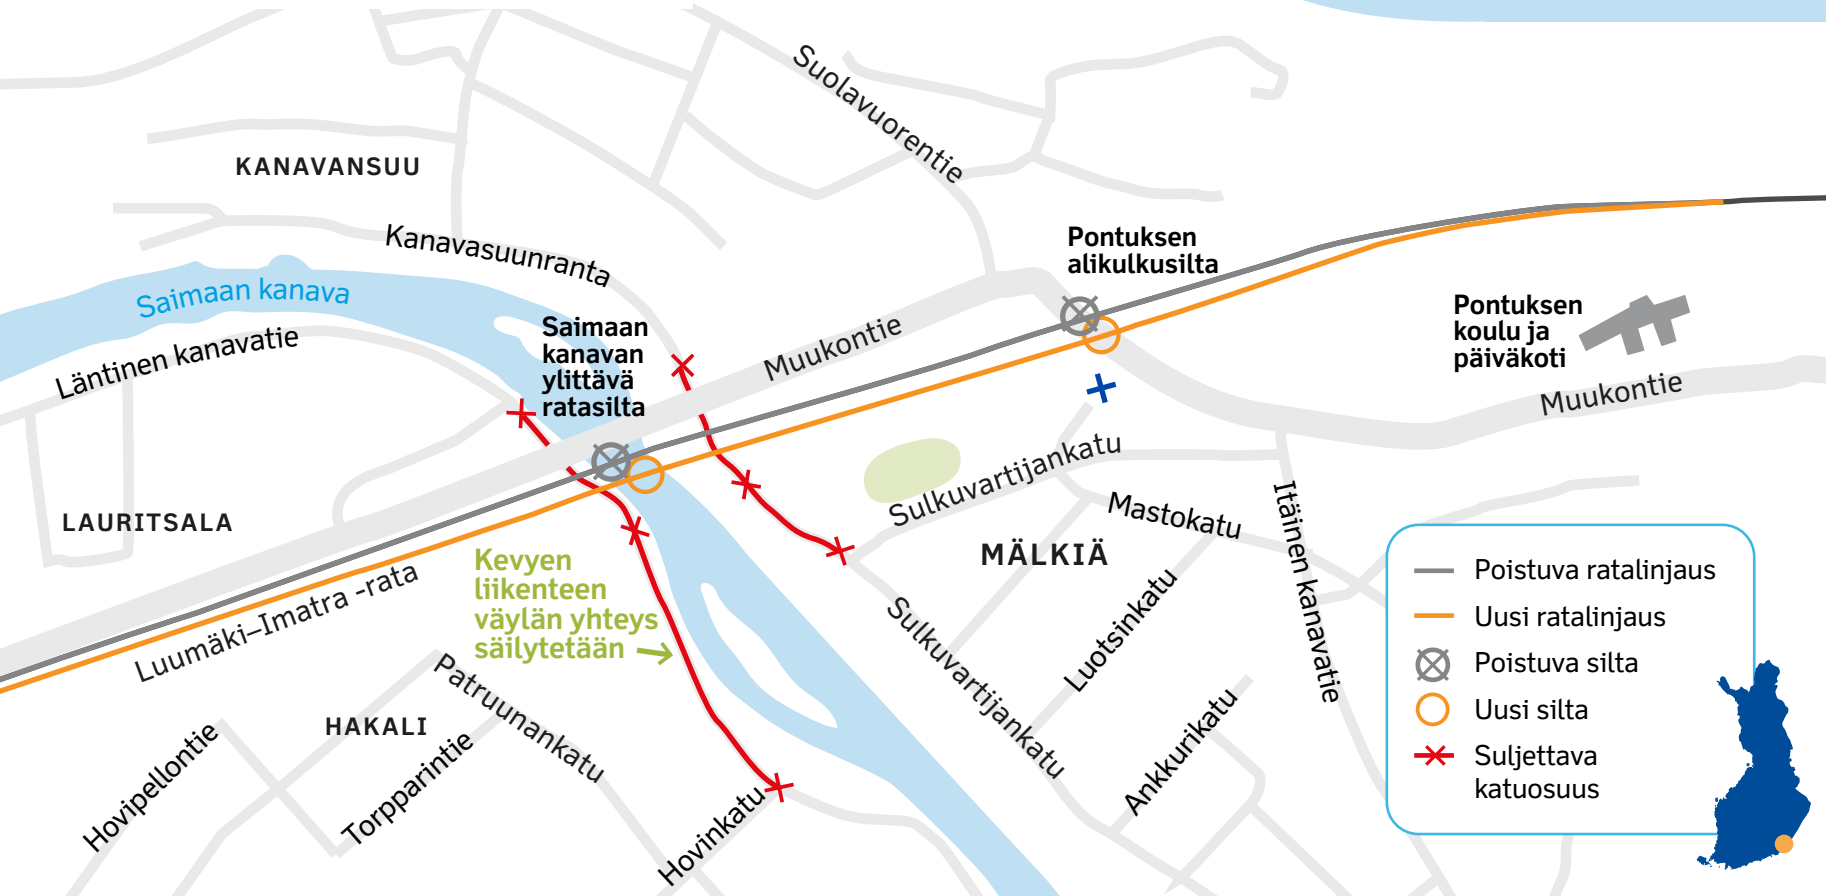 Suolavuorentie
KANAVANSUU
Kanavasuunranta
Pontuksen
alikulkusilta
Saimaan kanava
Pontuksen
koulu ja
päiväkoti
Saimaan
kanavan
ylittävä
ratasilta
Muukontie
Läntinen kanavatie
Muukontie
Sulkuvartijankatu
Mastokatu
Itäinen kanavatie
LAURITSALA
MÄLKIÄ
Kevyen
liikenteen
väylän yhteys
säilytetään
Luumäki–Imatra -rata
Luotsinkatu
Sulkuvartijankatu
Patruunankatu
HAKALI
Hovipellontie
Torpparintie
Ankkurikatu
Hovinkatu
Poistuva ratalinjaus
Uusi ratalinjaus
Poistuva silta
Uusi silta
Suljettava
katuosuus